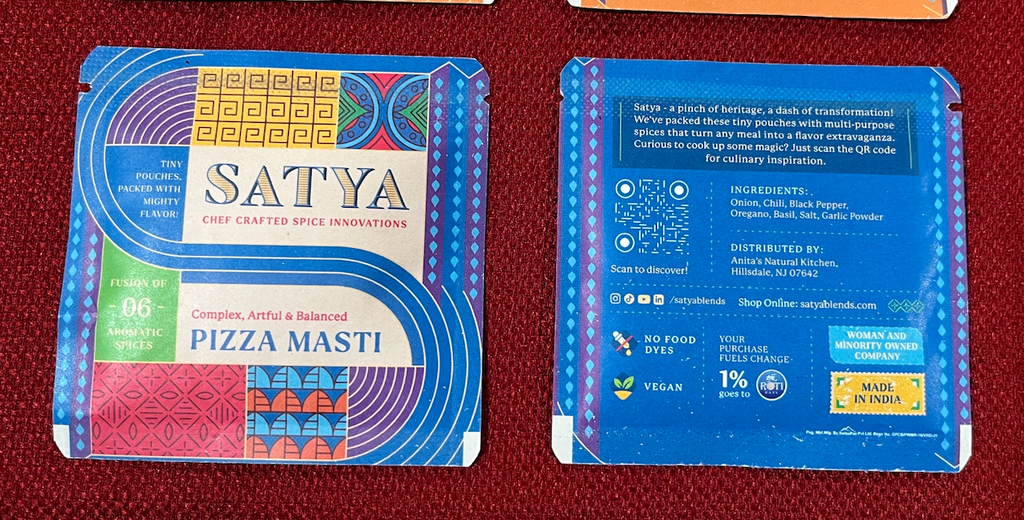 TINY
POUCHES,
PACKED WITH
MIGHTY
FLAVOR!
SATYA
CHEF CRAFTED SPICE INNOVATIONS
FUSION OF
-06-
AROMATIC
SPICES
Complex, Artful & Balanced
PIZZA MASTI
Satya - a pinch of heritage, a dash of transformation!
We've packed these tiny pouches with multi-purpose
spices that turn any meal into a flavor extravaganza.
Curious to cook up some magic? Just scan the QR code
for culinary inspiration.
Scan to discover!
INGREDIENTS:
Onion, Chili, Black Pepper,
Oregano, Basil, Salt, Garlic Powder
DISTRIBUTED BY:
Anita's Natural Kitchen,
Hillsdale, NJ 07642
/satyablends
Shop Online: satyablends.com
NO FOOD
DYES
VEGAN
YOUR
PURCHASE
FUELS CHANGE-
1%
goes to
ROTI
WOMAN AND
MINORITY OWNED
COMPANY
MADE
IN INDIA